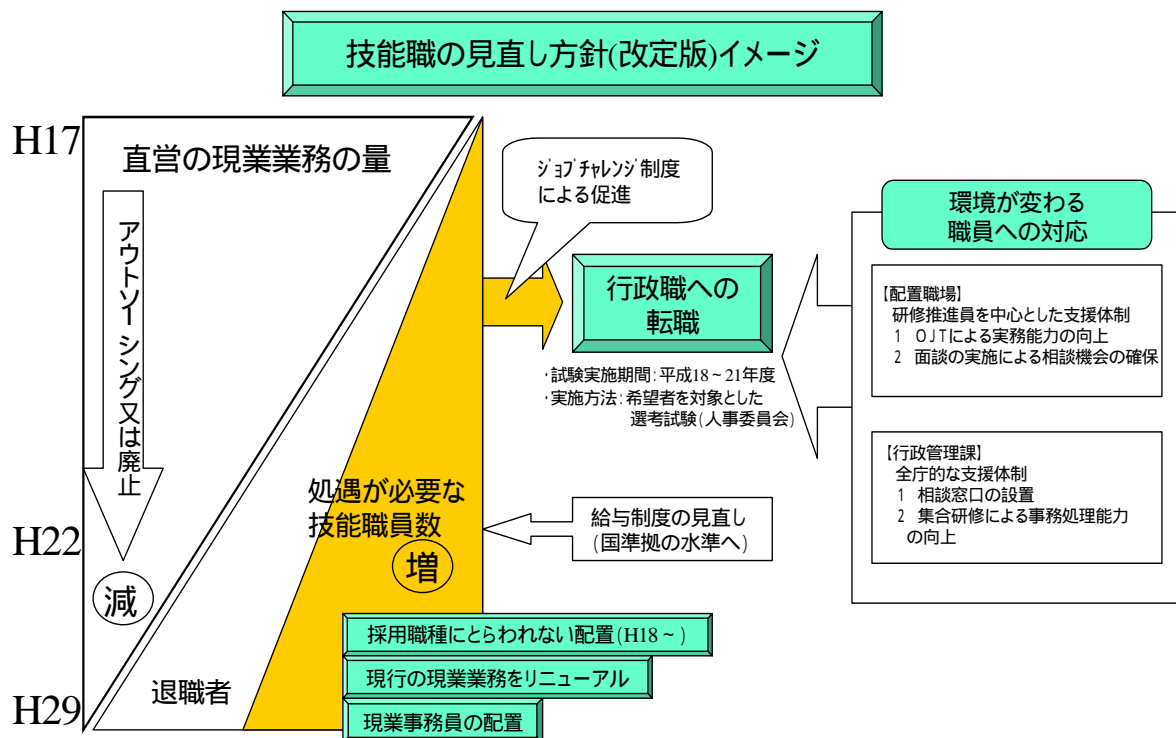 技能職の見直し方針(改定版)イメージ
H17
直営の現業業務の量
アウトソーシング又は廃止
H22
減
退職者
H29
処遇が必要な
技能職員数
増
ｼﾞｮﾌﾞﾁｬﾚﾝｼﾞ制度
による促進
行政職への
転職
・試験実施期間：平成18～21年度
・実施方法：希望者を対象とした
選考試験(人事委員会)
給与制度の見直し
(国準拠の水準へ)
採用職種にとらわれない配置(H18～)
現行の現業業務をリニューアル
現業事務員の配置
環境が変わる
職員への対応
【配置職場】
研修推進員を中心とした支援体制
1 OJTによる実務能力の向上
2 面談の実施による相談機会の確保
【行政管理課】
全庁的な支援体制
1 相談窓口の設置
2 集合研修による事務処理能力
の向上